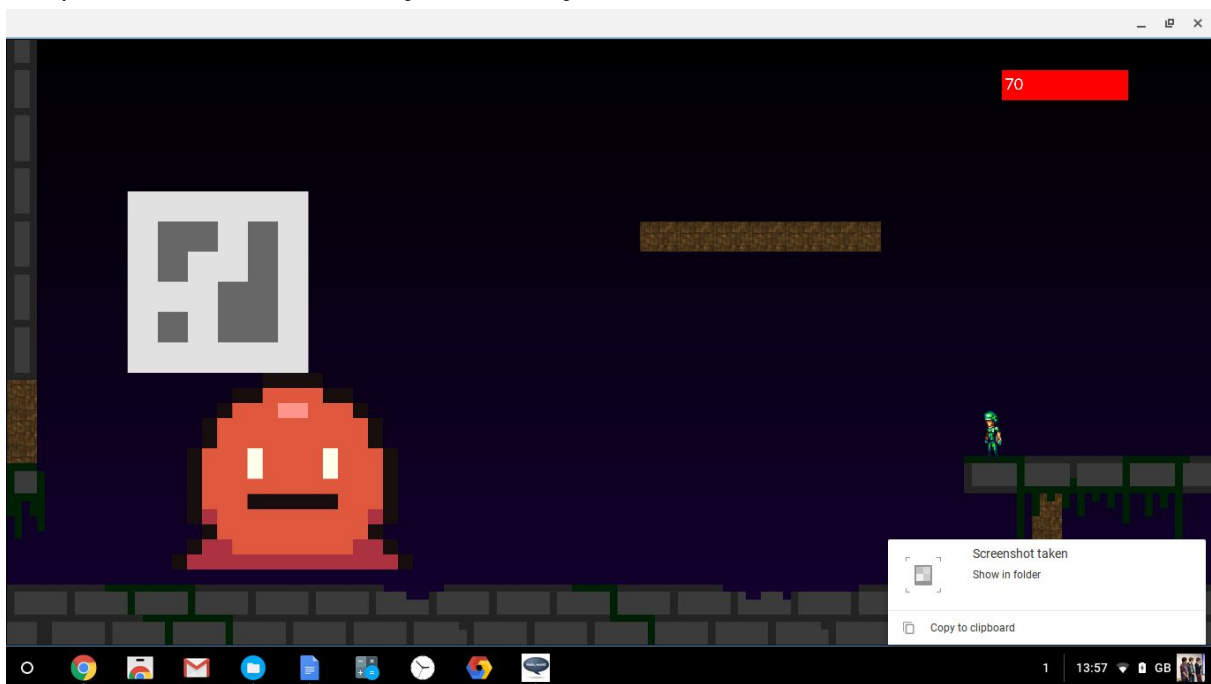 70
Screenshot taken
Show in folder
Copy to clipboard
1 13:57 GB